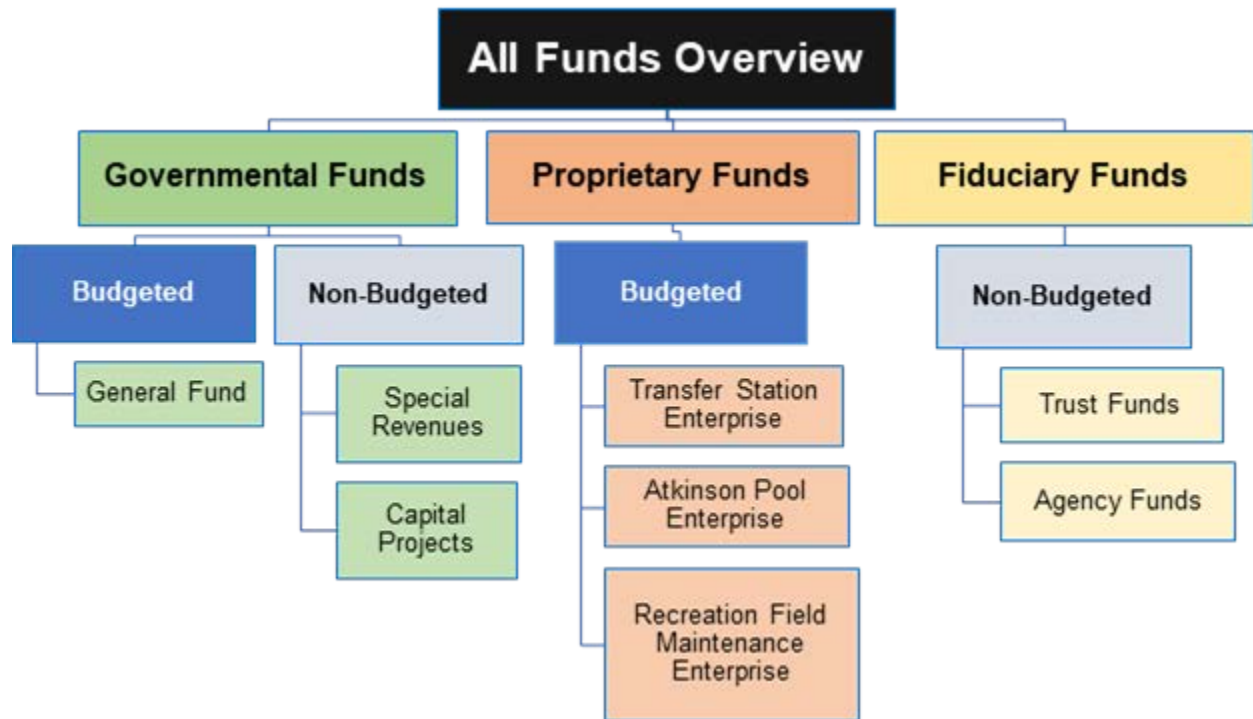 All Funds Overview
Governmental Funds
Proprietary Funds
Fiduciary Funds
Budgeted
Non-Budgeted
Budgeted
Non-Budgeted
General Fund
Special
Revenues
Capital
Projects
Transfer Station
Enterprise
Atkinson Pool
Enterprise
Recreation Field
Maintenance
Enterprise
Trust Funds
Agency Funds